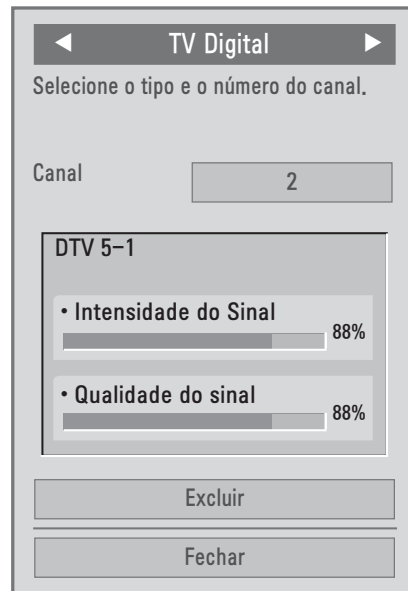 TV Digital
Selecione o tipo e o número do canal.
Canal
2
DTV 5-1
• Intensidade do Sinal
88%
• Qualidade do sinal
88%
Excluir
Fechar